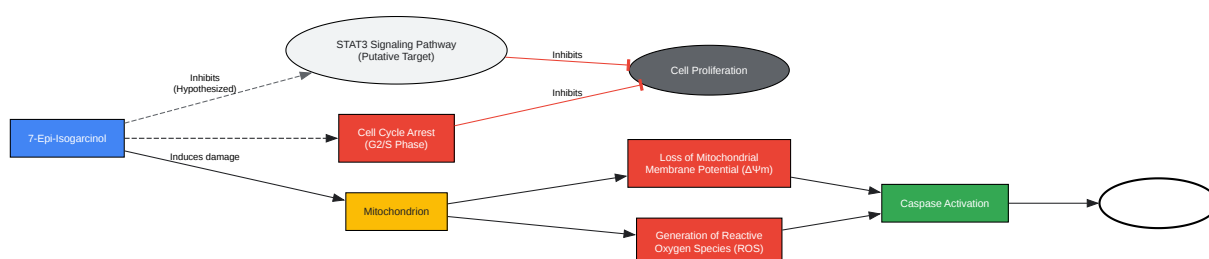 STAT3 Signaling Pathway
(Putative Target)
Inhibits
Cell Proliferation
Inhibits
(Hypothesized)
Inhibits
7-Epi-Isogarcinol
Cell Cycle Arrest
(G2/S Phase)
Induces damage
Loss of Mitochondrial
Membrane Potential (ΔΨm)
Mitochondrion
Caspase Activation
Generation of Reactive
Oxygen Species (ROS)